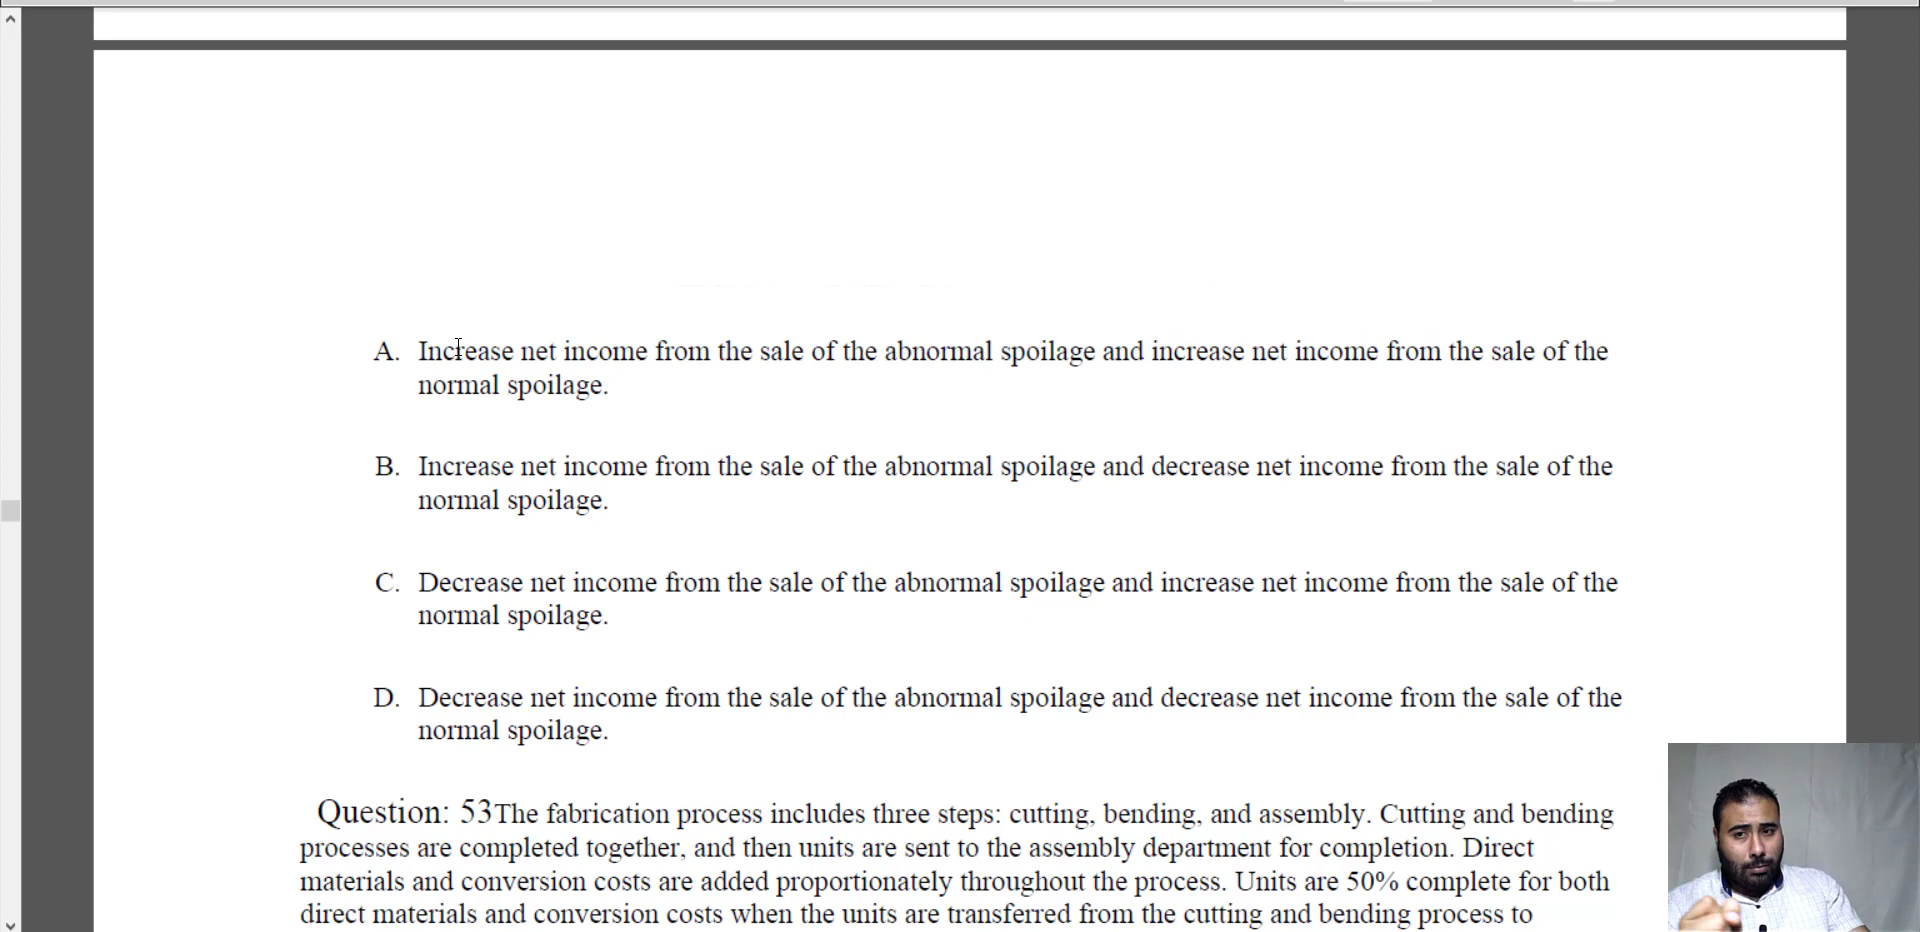 A. Increase net income from the sale of the abnormal spoilage and increase net income from the sale of the
normal spoilage.
B. Increase net income from the sale of the abnormal spoilage and decrease net income from the sale of the
normal spoilage.
C. Decrease net income from the sale of the abnormal spoilage and increase net income from the sale of the
normal spoilage.
D. Decrease net income from the sale of the abnormal spoilage and decrease net income from the sale of the
normal spoilage.
Question: 53The fabrication process includes three steps: cutting, bending, and assembly. Cutting and bending
processes are completed together, and then units are sent to the assembly department for completion. Direct
materials and conversion costs are added proportionately throughout the process. Units are 50% complete for both
direct materials and conversion costs when the units are transferred from the cutting and bending process to